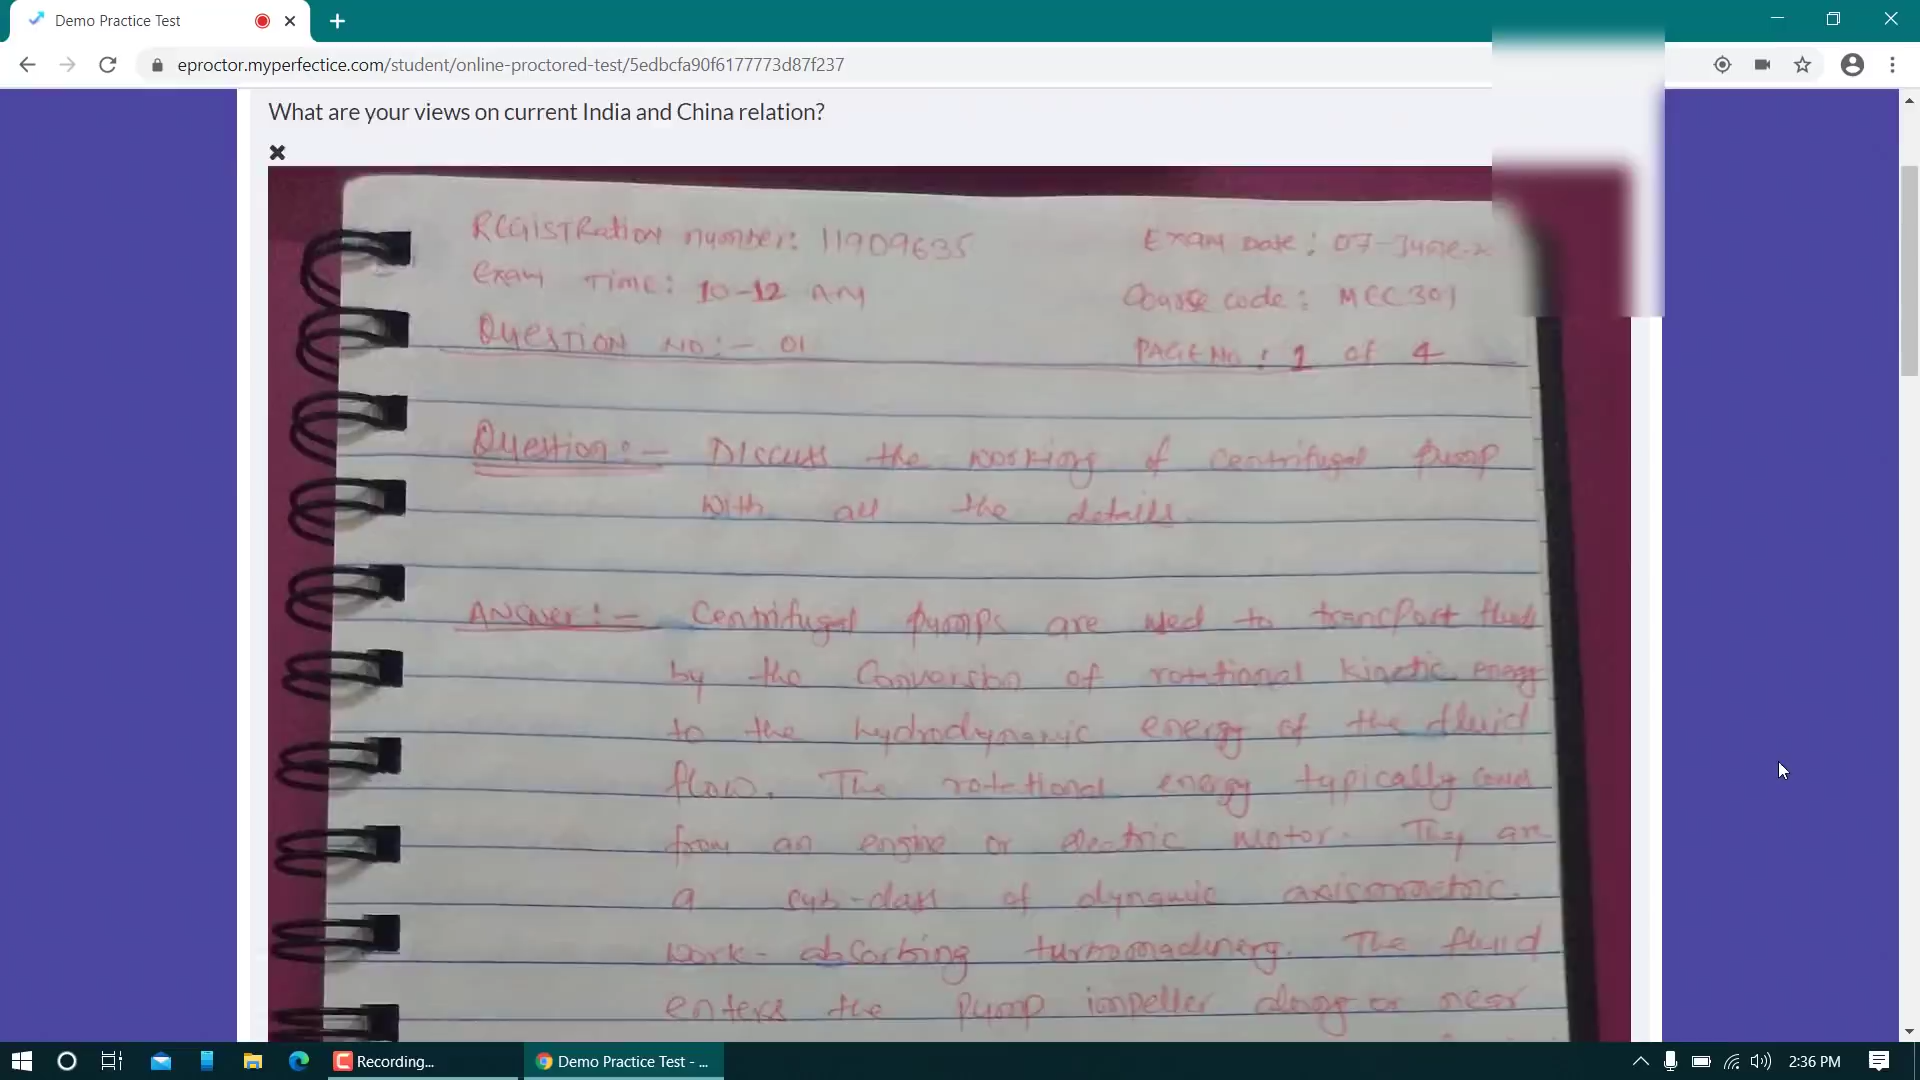 Demo Practice Test
eproctor.myperfectice.com/student/online-proctored-test/5edbcfa90f6177773d87f237
What are your views on current India and China relation?
REGISTRation number: 11909635
Exam Date: 07-June-2
Exam Time: 10-12 AM
Course code: MCC301
Question NO:- 01
PAGE No: 1 of 4
Question:- Discuss the working of centrifugal pump
with all the details.
Answer:- Centrifugal pumps are used to transport fluids
by the Conversion of rotational kinetic energy
to the hydrodynamic energy of the fluid
flow. The rotational energy typically comes
from an engine or electric motor. They are
a sub-class of dynamic axisymmetric
work-absorbing turbomachinery. The fluid
enters the pump impeller along or near
Recording...
Demo Practice Test - ...
2:36 PM